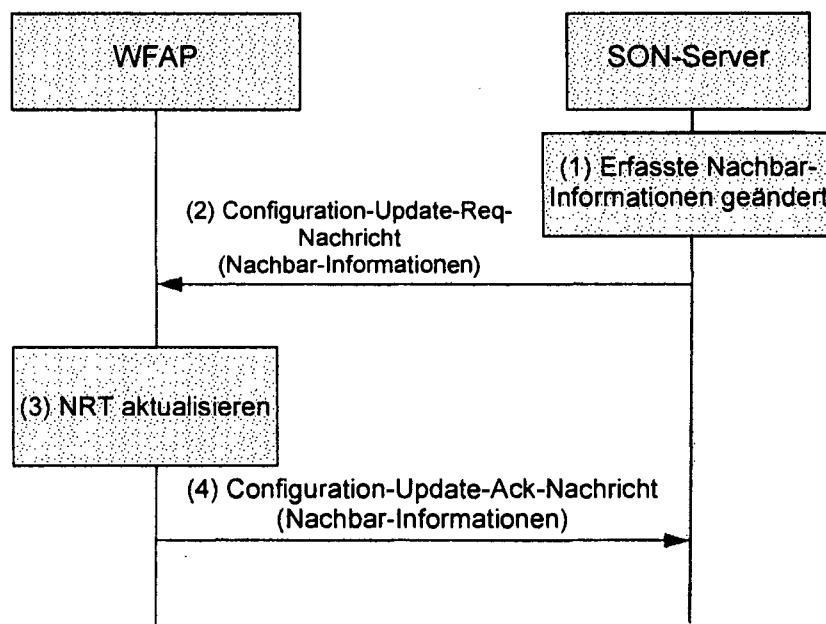 WFAP
SON-Server
(1) Erfasste Nachbar-
Informationen geändert
(2) Configuration-Update-Req-
Nachricht
(Nachbar-Informationen)
(3) NRT aktualisieren
(4) Configuration-Update-Ack-Nachricht
(Nachbar-Informationen)